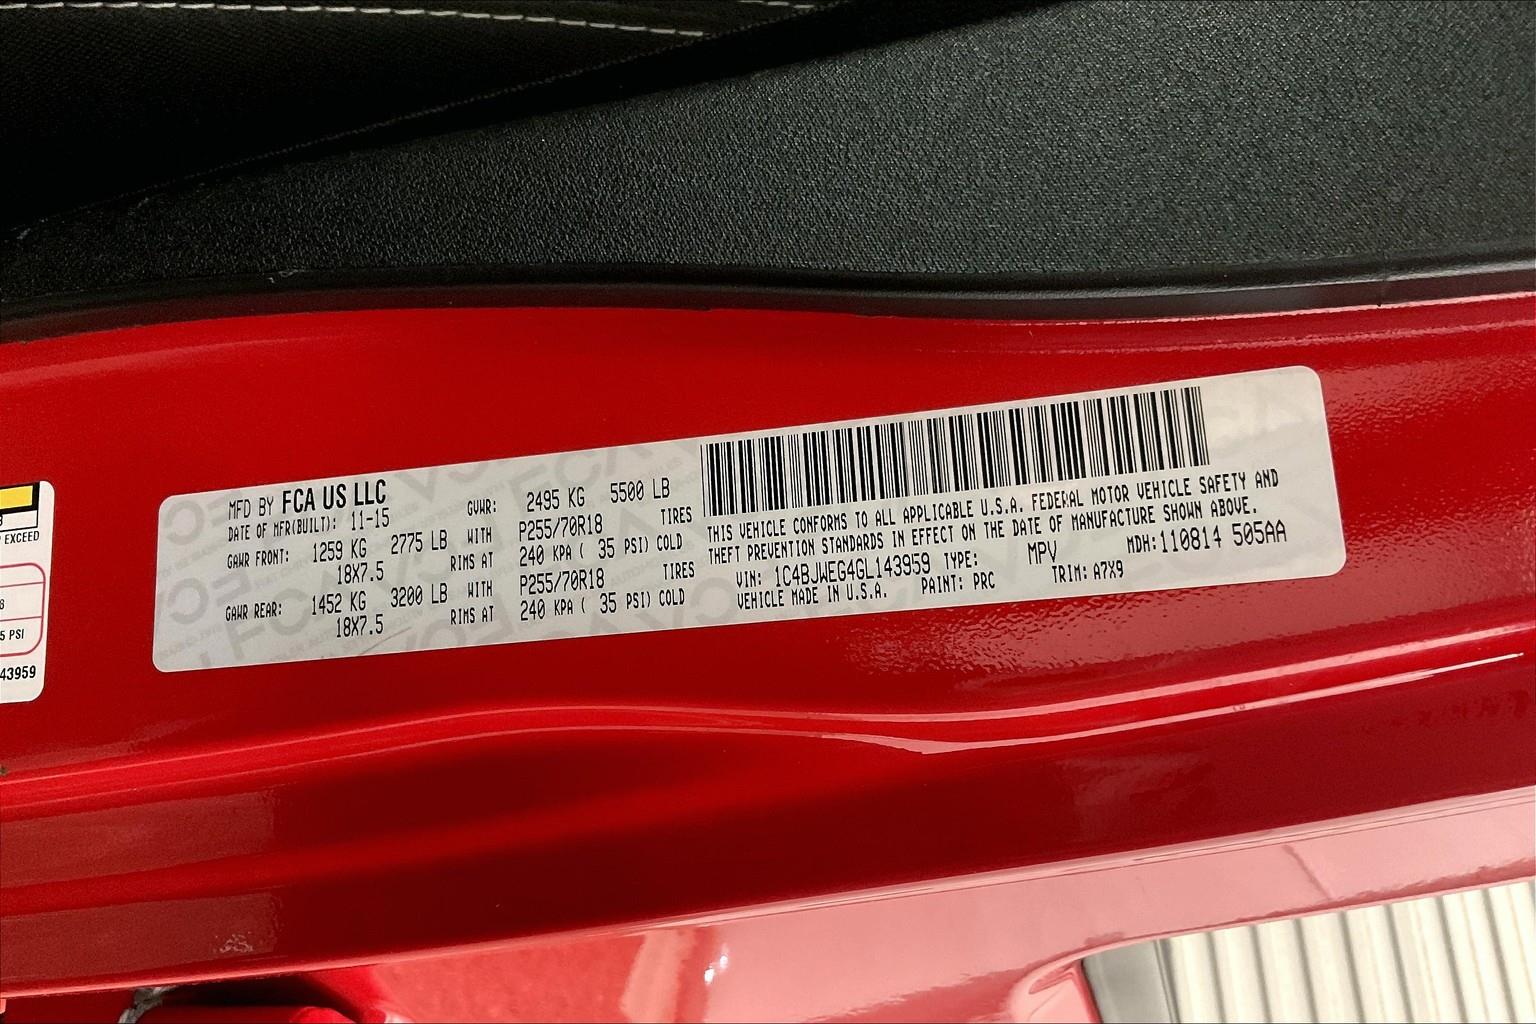 MFD BY FCA US LLC
DATE OF MFR(BUILT): 11-15
GVWR: 2495 KG 5500 LB
GAWR FRONT: 1259 KG 2775 LB WITH P255/70R18 TIRES
18X7.5 RIMS AT 240 KPA ( 35 PSI) COLD
GAWR REAR: 1452 KG 3200 LB WITH P255/70R18 TIRES
18X7.5 RIMS AT 240 KPA ( 35 PSI) COLD
THIS VEHICLE CONFORMS TO ALL APPLICABLE U.S.A. FEDERAL MOTOR VEHICLE SAFETY AND
THEFT PREVENTION STANDARDS IN EFFECT ON THE DATE OF MANUFACTURE SHOWN ABOVE.
VIN: 1C4BJWEG4GL143959 TYPE: MPV MDH:110814 505AA
VEHICLE MADE IN U.S.A. PAINT: PRC TRIM: A7X9
EXCEED
5 PSI
43959